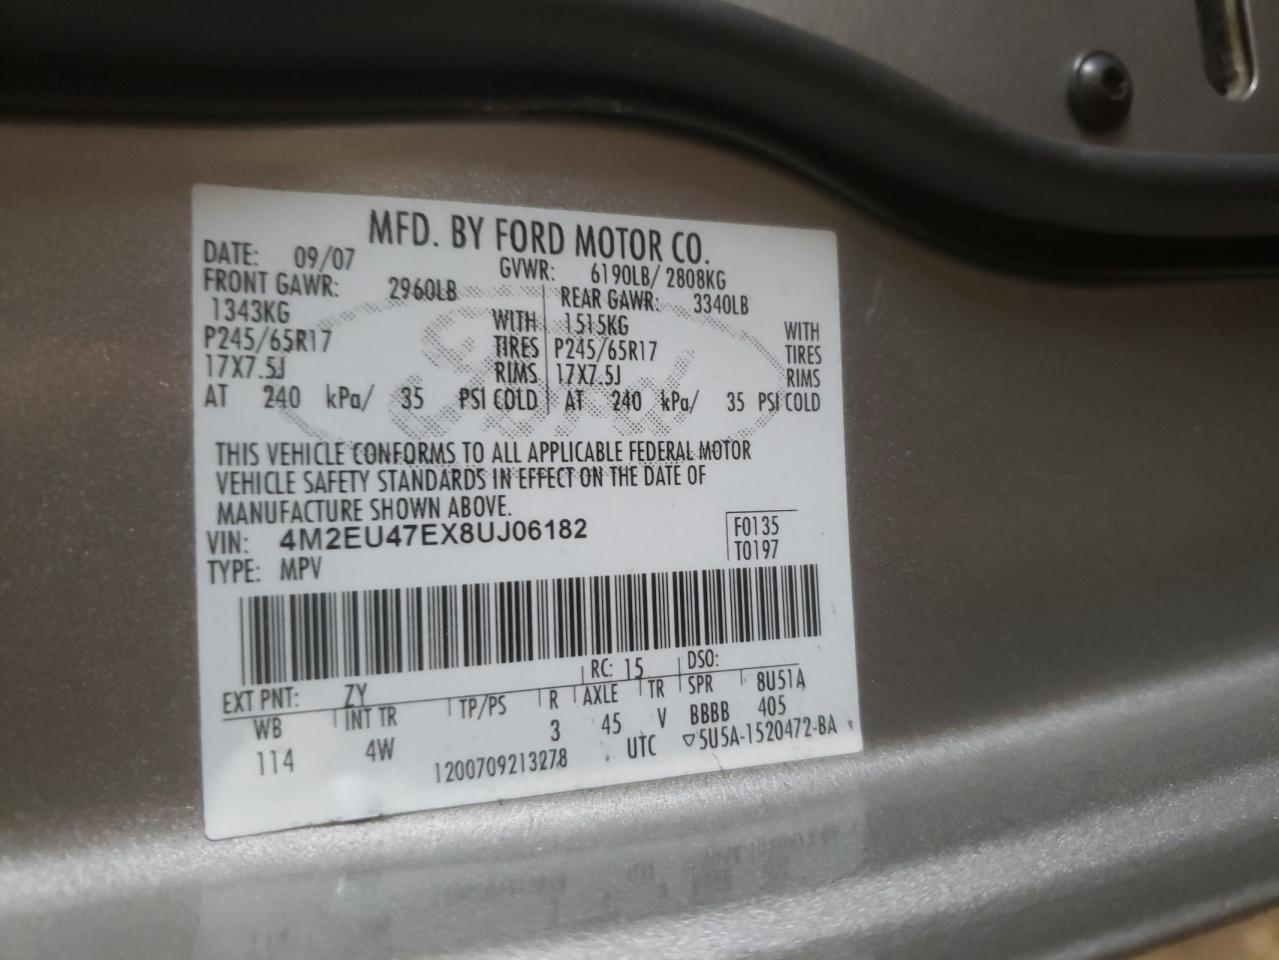 MFD. BY FORD MOTOR CO.
DATE: 09/07 GVWR: 6190LB/ 2808KG
FRONT GAWR: 2960LB REAR GAWR: 3340LB
1343KG WITH 1515KG WITH
P245/65R17 TIRES P245/65R17 TIRES
17X7.5J RIMS 17X7.5J RIMS
AT 240 kPa/ 35 PSI COLD AT 240 kPa/ 35 PSI COLD
Ford
THIS VEHICLE CONFORMS TO ALL APPLICABLE FEDERAL MOTOR
VEHICLE SAFETY STANDARDS IN EFFECT ON THE DATE OF
MANUFACTURE SHOWN ABOVE.
VIN: 4M2EU47EX8UJ06182 F0135
TYPE: MPV T0197
EXT PNT: ZY RC: 15 DSO:
WB INT TR TP/PS R AXLE TR SPR 8U51A
114 4W 3 45 V BBBB 405
1200709213278 UTC ▽5U5A-1520472-BA